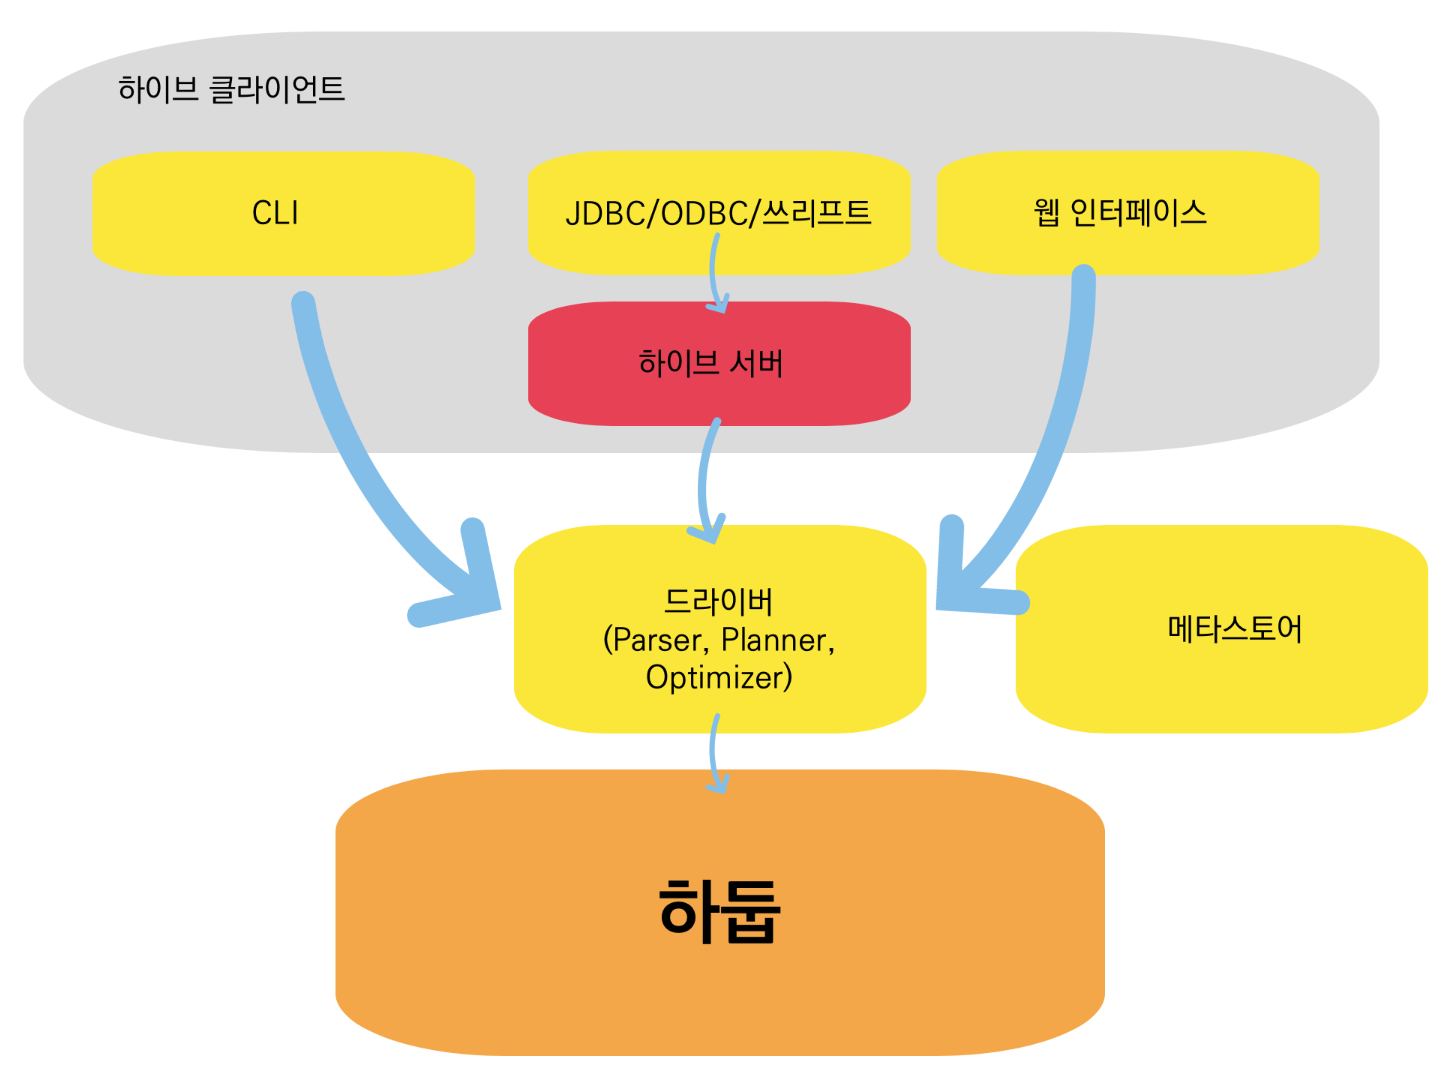 하이브 클라이언트
CLI
JDBC/ODBC/쓰리프트
웹 인터페이스
하이브 서버
드라이버
(Parser, Planner,
Optimizer)
메타스토어
하둡